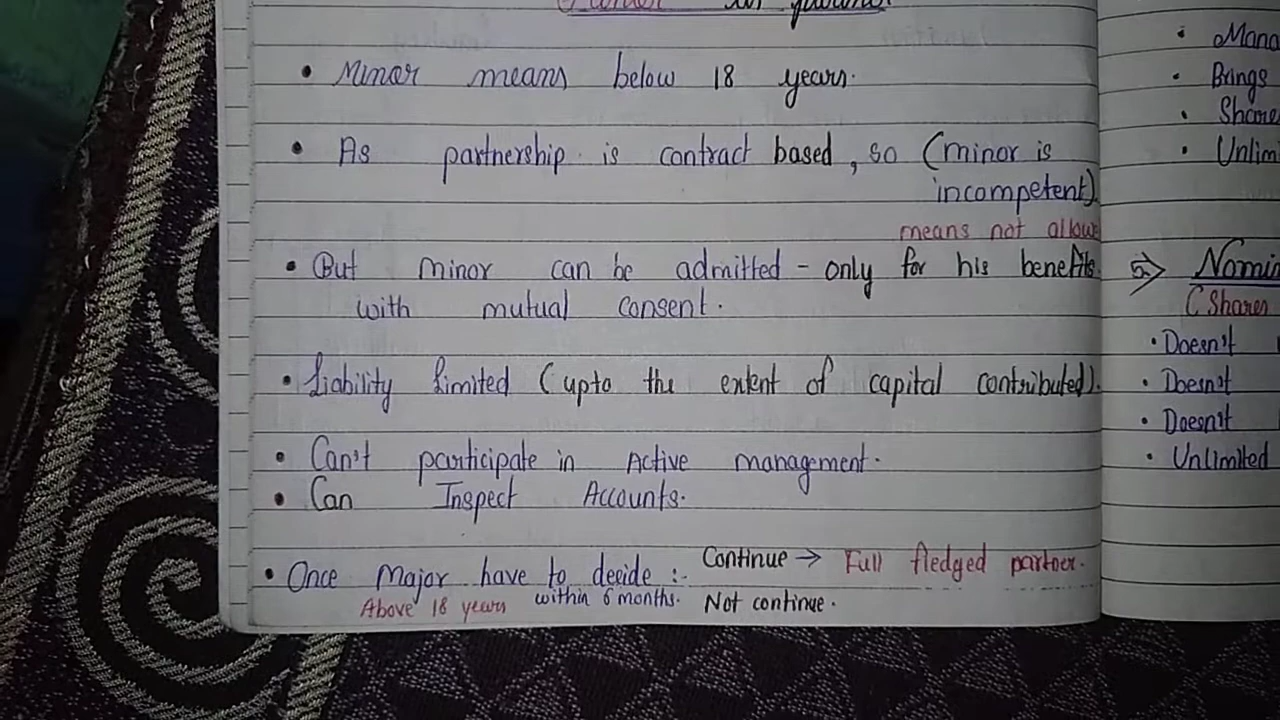 • Minor means below 18 years.
• As partnership is contract based, so (minor is
incompetent)
means not allowe
• But minor can be admitted - only for his benefits
with mutual consent.
• Liability limited (upto the extent of capital contributed).
• Can't participate in Active management.
• Can Inspect Accounts.
• Once Major have to decide :- Continue → Full fledged partner.
Above 18 years within 6 months. Not continue.
• Mana
• Brings
• Share
• Unlim
⇒ Nomin
(Shares
• Doesn't
• Doesn't
• Doesn't
• Unlimited